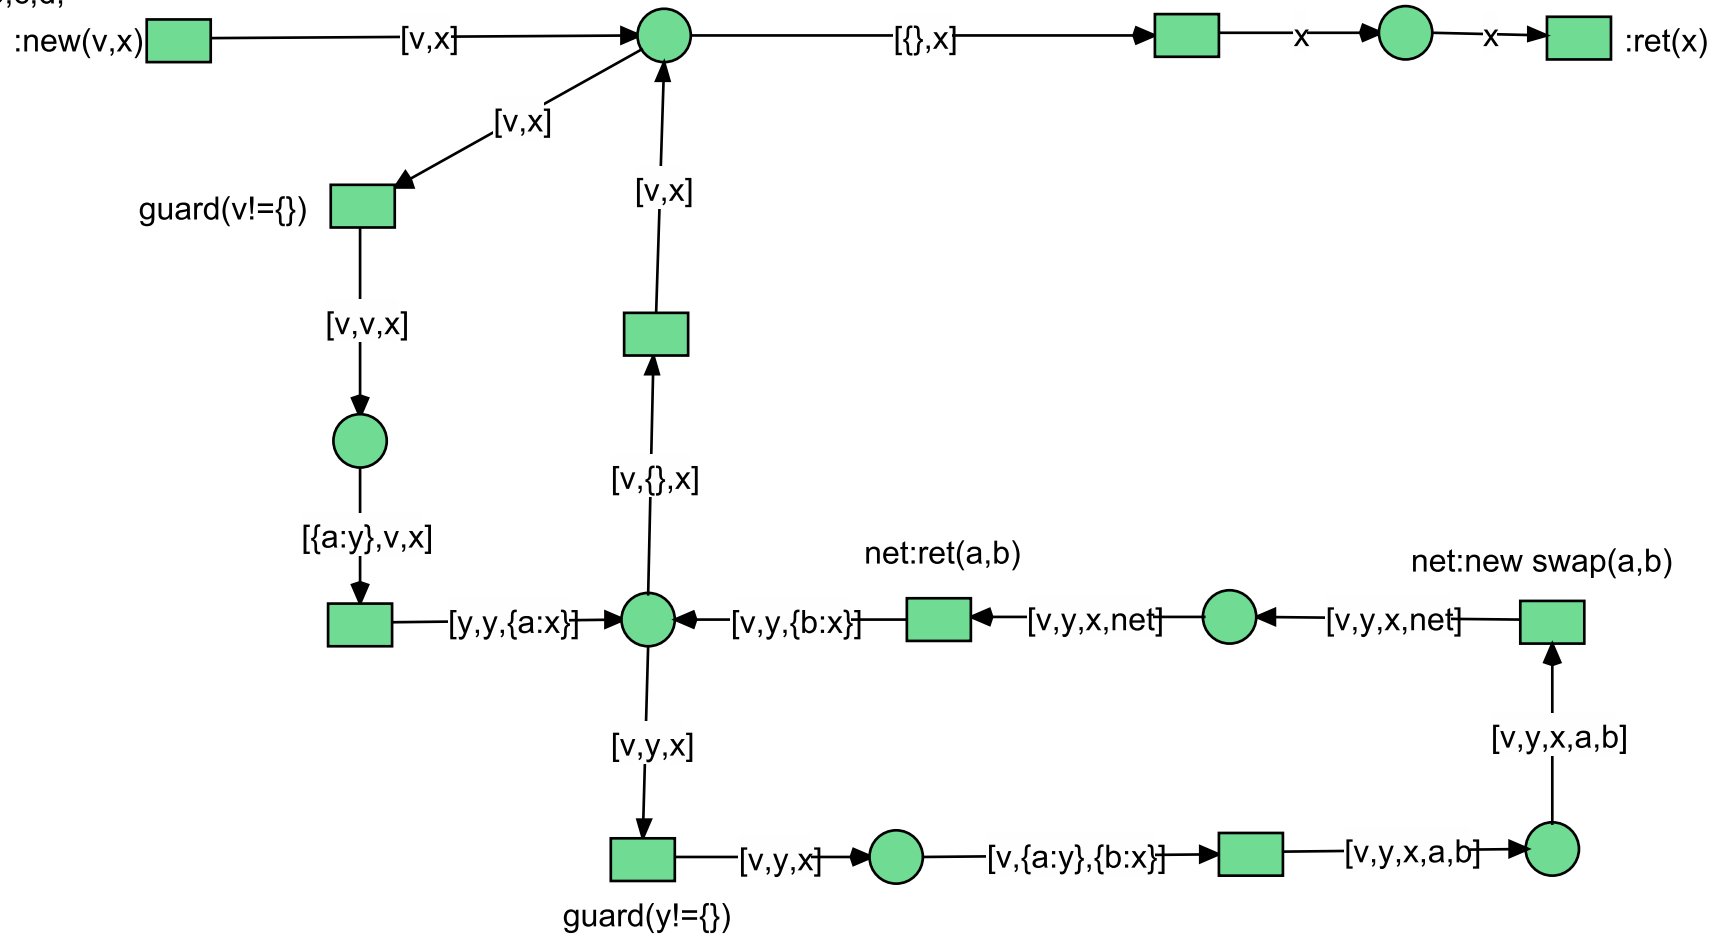 :new(v,x)
[v,x]
[{},x]
x
x
:ret(x)
[v,x]
[v,x]
guard(v!={})
[v,v,x]
[v,{},x]
[{a:y},v,x]
net:ret(a,b)
net:new swap(a,b)
[y,y,{a:x}]
[v,y,{b:x}]
[v,y,x,net]
[v,y,x,net]
[v,y,x]
[v,y,x,a,b]
[v,y,x]
[v,{a:y},{b:x}]
[v,y,x,a,b]
guard(y!={})